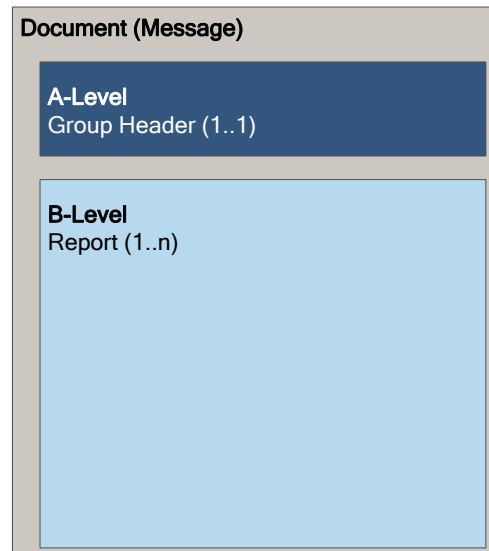 Document (Message)
A-Level
Group Header (1..1)
B-Level
Report (1..n)